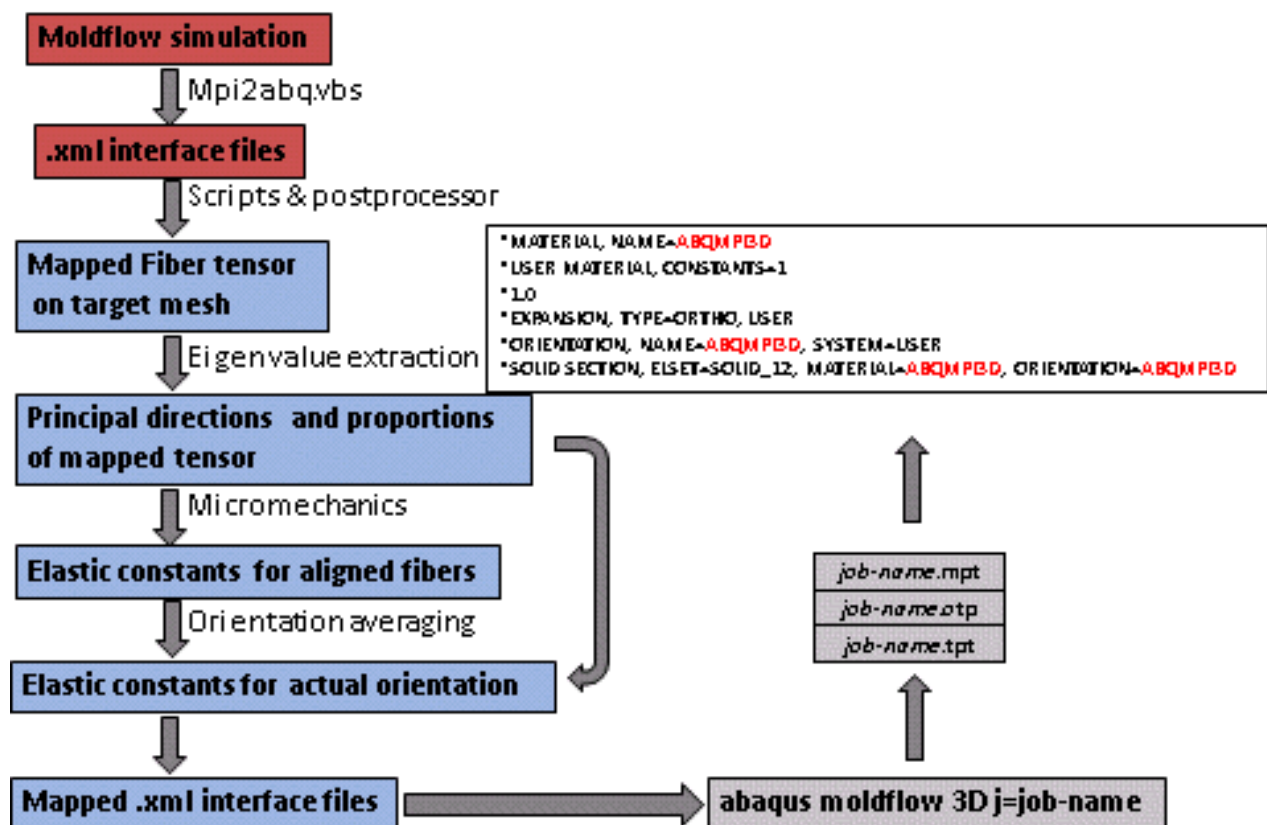 Moldflow simulation
Mpi2abq.vbs
.xml interface files
Scripts & postprocessor
Mapped Fiber tensor
on target mesh
Eigenvalue extraction
Principal directions and proportions
of mapped tensor
Micromechanics
Elastic constants for aligned fibers
Orientation averaging
Elastic constants for actual orientation
Mapped .xml interface files
*MATERIAL, NAME=ABQMPI3D
*USER MATERIAL, CONSTANTS=1
*1.0
*EXPANSION, TYPE=ORTHO, USER
*ORIENTATION, NAME=ABQMPI3D, SYSTEM=USER
*SOLID SECTION, ELSET=SOLID_12, MATERIAL=ABQMPI3D, ORIENTATION=ABQMPI3D
job-name.mpt
job-name.otp
job-name.tpt
abaqus moldflow 3D j=job-name